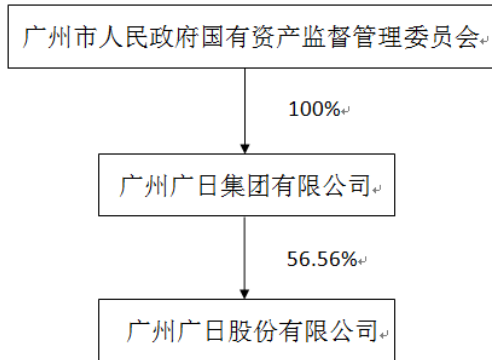 广州市人民政府国有资产监督管理委员会
100%
广州广日集团有限公司
56.56%
广州广日股份有限公司